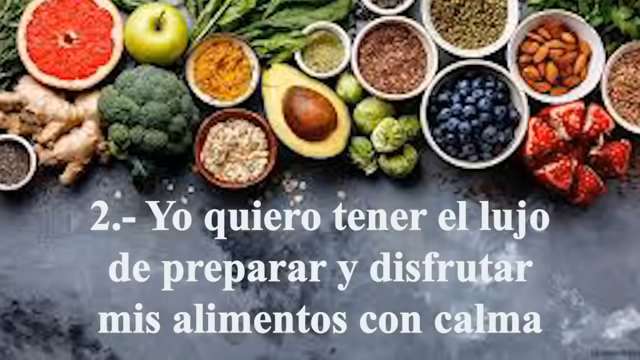 2.- Yo quiero tener el lujo
de preparar y disfrutar
mis alimentos con calma